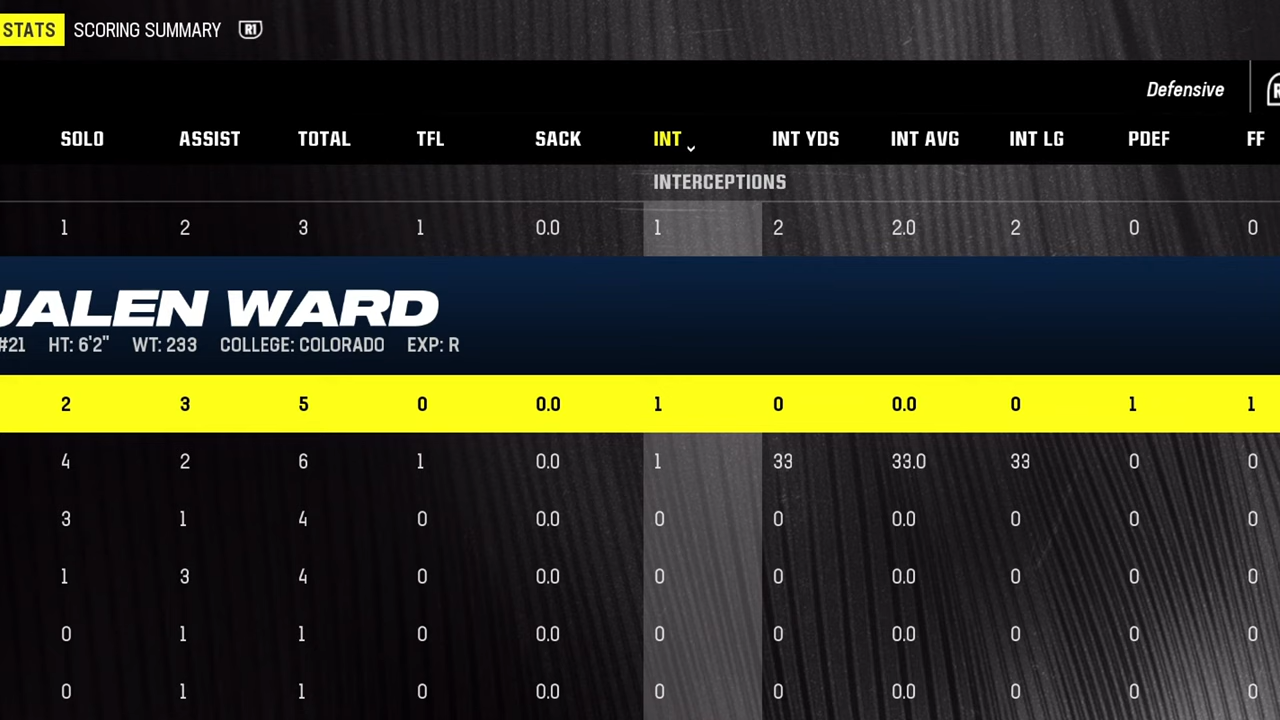 STATS SCORING SUMMARY R1
Defensive
SOLO ASSIST TOTAL TFL SACK INT INT YDS INT AVG INT LG PDEF FF
INTERCEPTIONS
1 2 3 1 0.0 1 2 2.0 2 0 0
JALEN WARD
#21 HT: 6'2" WT: 233 COLLEGE: COLORADO EXP: R
2 3 5 0 0.0 1 0 0.0 0 1 1
4 2 6 1 0.0 1 33 33.0 33 0 0
3 1 4 0 0.0 0 0 0.0 0 0 0
1 3 4 0 0.0 0 0 0.0 0 0 0
0 1 1 0 0.0 0 0 0.0 0 0 0
0 1 1 0 0.0 0 0 0.0 0 0 0